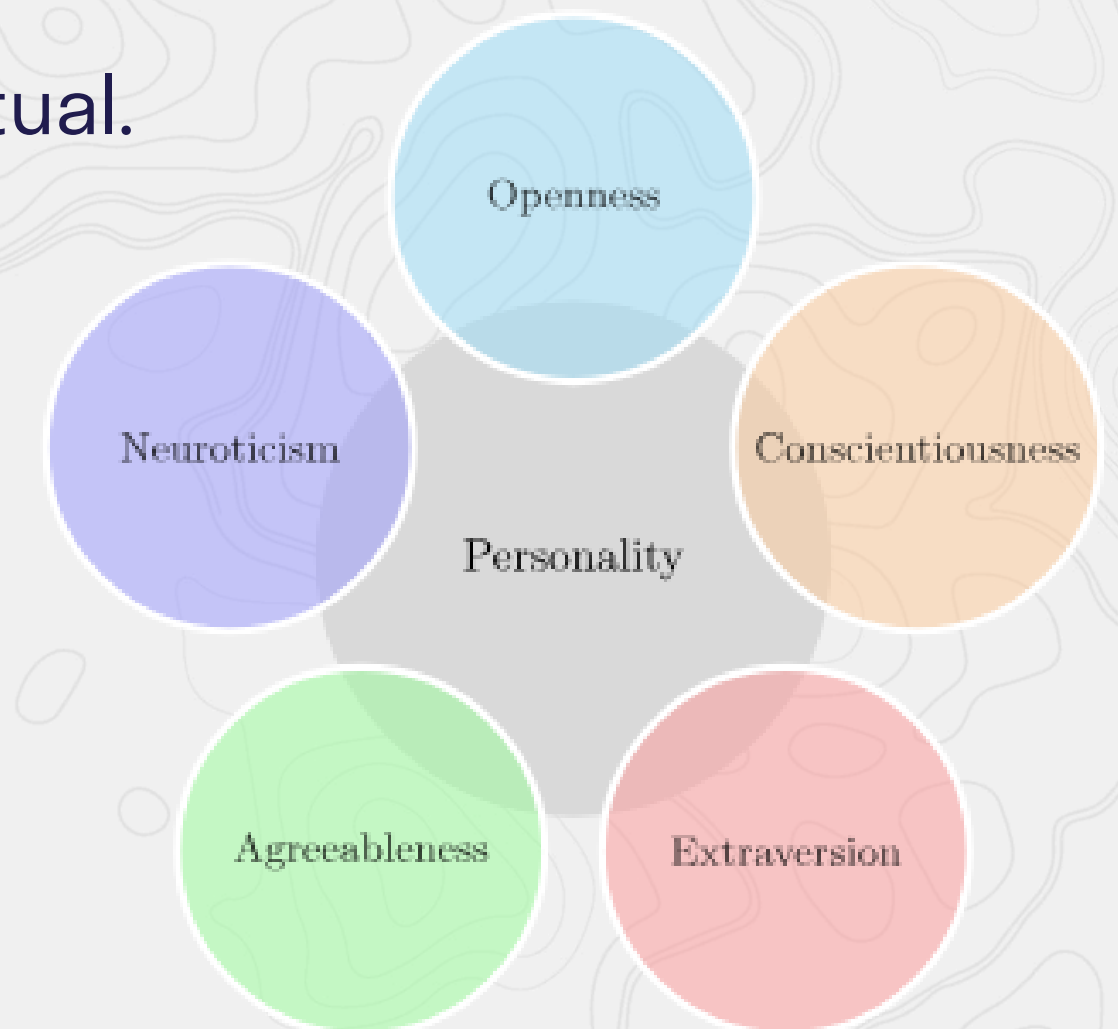 tual.
Openness
Neuroticism
Conscientiousness
Personality
Agreeableness
Extraversion